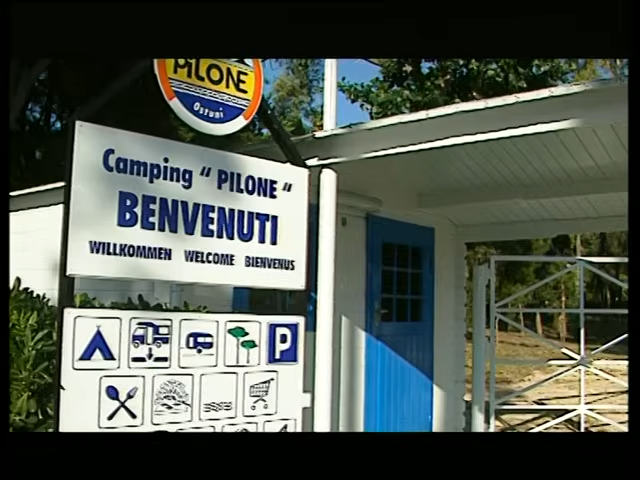 PILONE
Ostuni
Camping "PILONE"
BENVENUTI
WILLKOMMEN WELCOME BIENVENUS
P